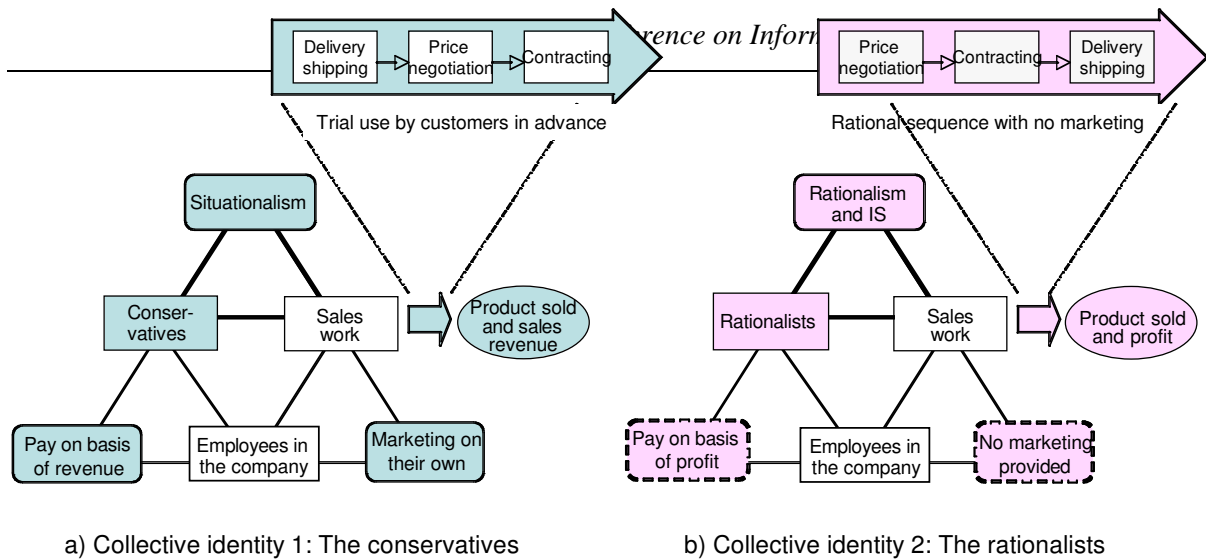 rence on Inform
Delivery
shipping
Price
negotiation
Contracting
Price
negotiation
Contracting
Delivery
shipping
Trial use by customers in advance
Rational sequence with no marketing
Situationalism
Conser-
vatives
Sales
work
Product sold
and sales
revenue
Pay on basis
of revenue
Employees in
the company
Marketing on
their own
Rationalism
and IS
Rationalists
Sales
work
Product sold
and profit
Pay on basis
of profit
Employees in
the company
No marketing
provided
a) Collective identity 1: The conservatives
b) Collective identity 2: The rationalists